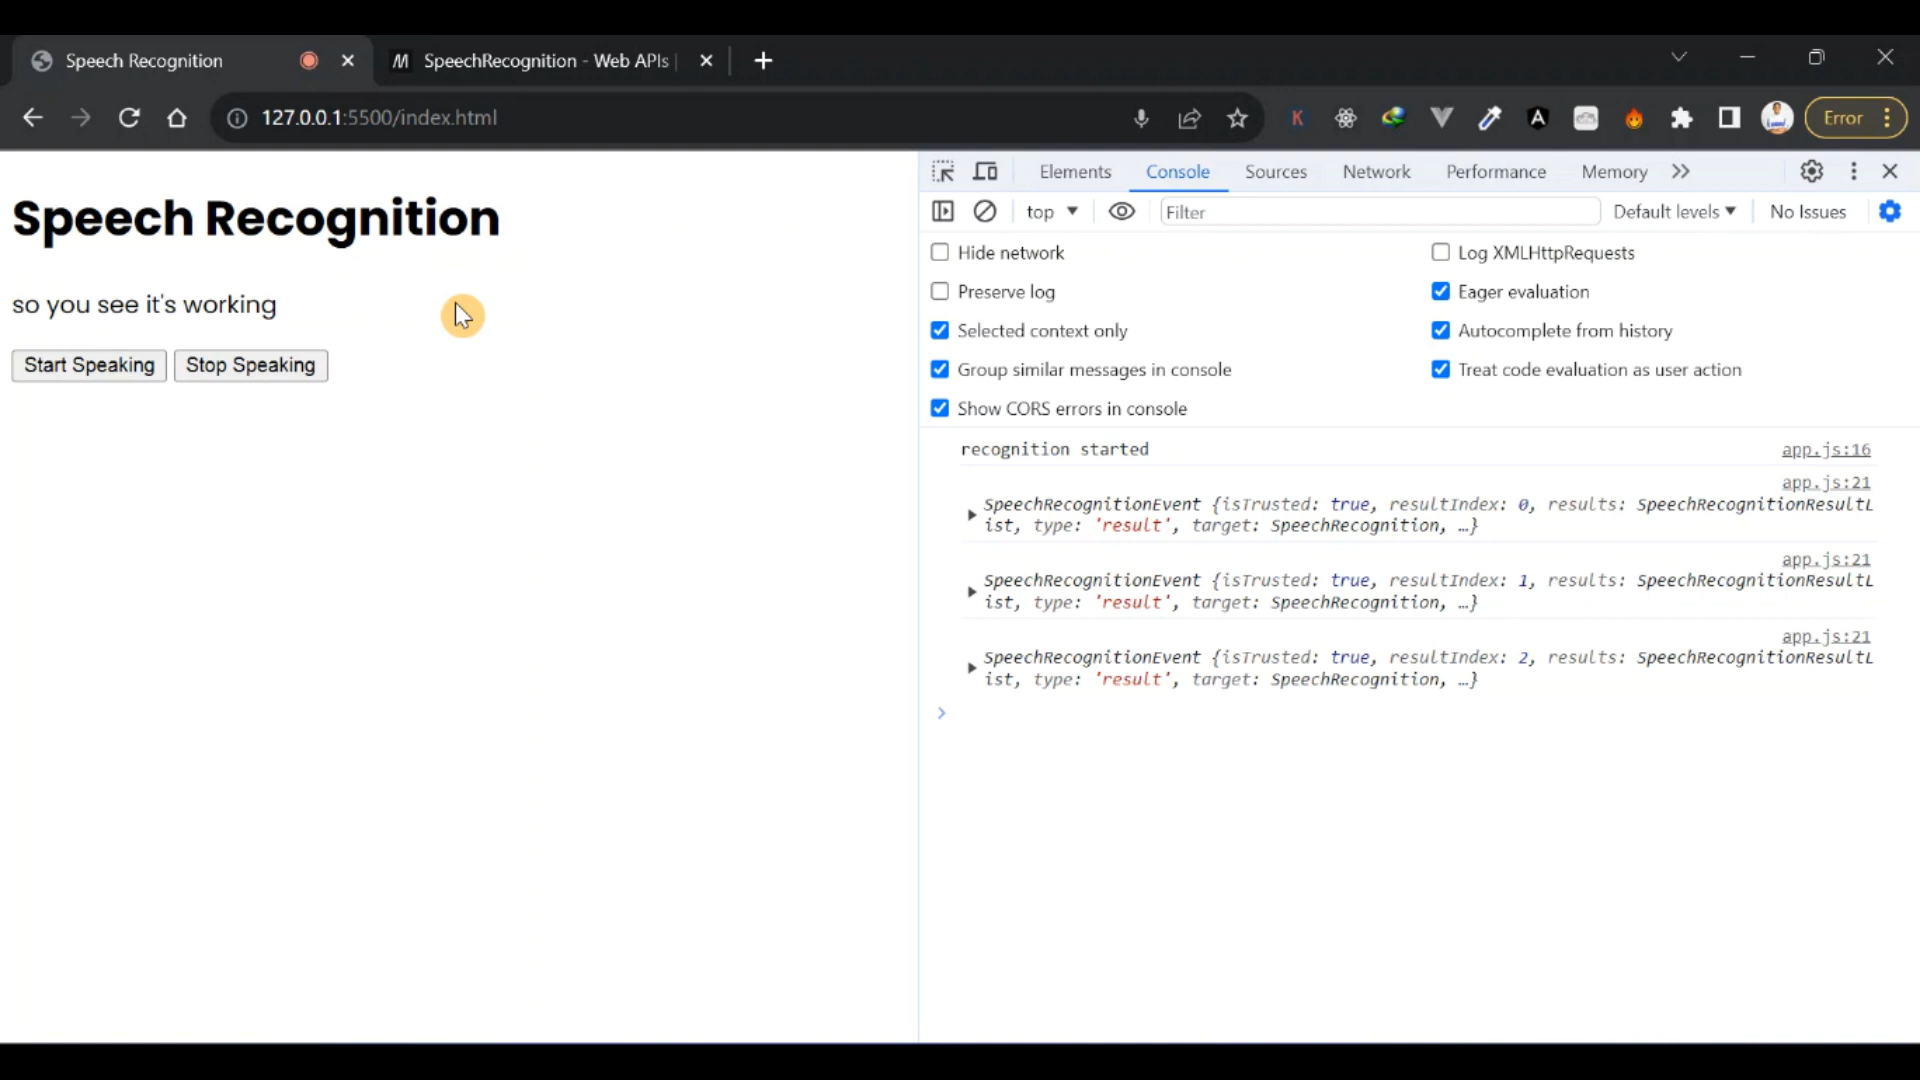 Speech Recognition
SpeechRecognition - Web APIs |
127.0.0.1:5500/index.html
K
A
Error
Speech Recognition
so you see it's working
Start Speaking
Stop Speaking
Elements
Console
Sources
Network
Performance
Memory
top
Filter
Default levels
No Issues
Hide network
Log XMLHttpRequests
Preserve log
Eager evaluation
Selected context only
Autocomplete from history
Group similar messages in console
Treat code evaluation as user action
Show CORS errors in console
recognition started
app.js:16
app.js:21
SpeechRecognitionEvent {isTrusted: true, resultIndex: 0, results: SpeechRecognitionResultL
ist, type: 'result', target: SpeechRecognition, …}
app.js:21
SpeechRecognitionEvent {isTrusted: true, resultIndex: 1, results: SpeechRecognitionResultL
ist, type: 'result', target: SpeechRecognition, …}
app.js:21
SpeechRecognitionEvent {isTrusted: true, resultIndex: 2, results: SpeechRecognitionResultL
ist, type: 'result', target: SpeechRecognition, …}